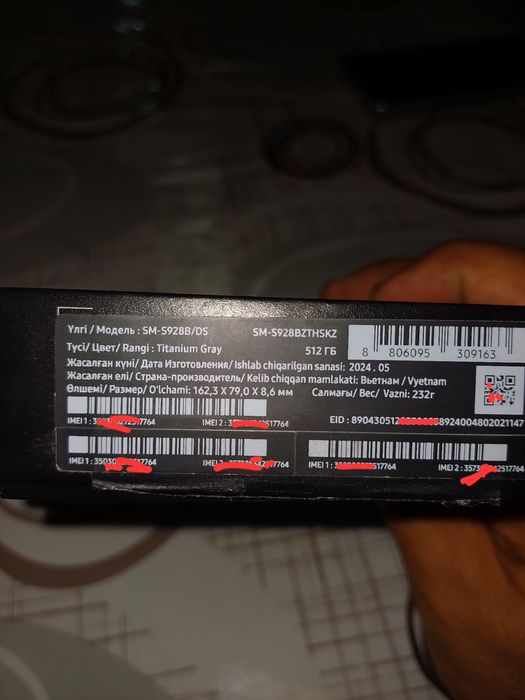 Үлгі / Модель : SM-S928B/DS SM-S928BZTHSKZ
Түсі/ Цвет/ Rangi : Titanium Gray 512 ГБ
8 806095 309163
Жасалған күні/ Дата Изготовления/ Ishlab chiqarilgan sanasi: 2024 . 05
Жасалған елі/ Страна-производитель/ Kelib chiqqan mamlakati: Вьетнам / Vyetnam
Өлшемі/ Размер/ O'lchami: 162,3 X 79,0 X 8,6 мм Салмағы/ Вес/ Vazni: 232г
IMEI 1 : IMEI 2 :
EID :
IMEI 1 : IMEI 2 :
IMEI 1 : IMEI 2 :